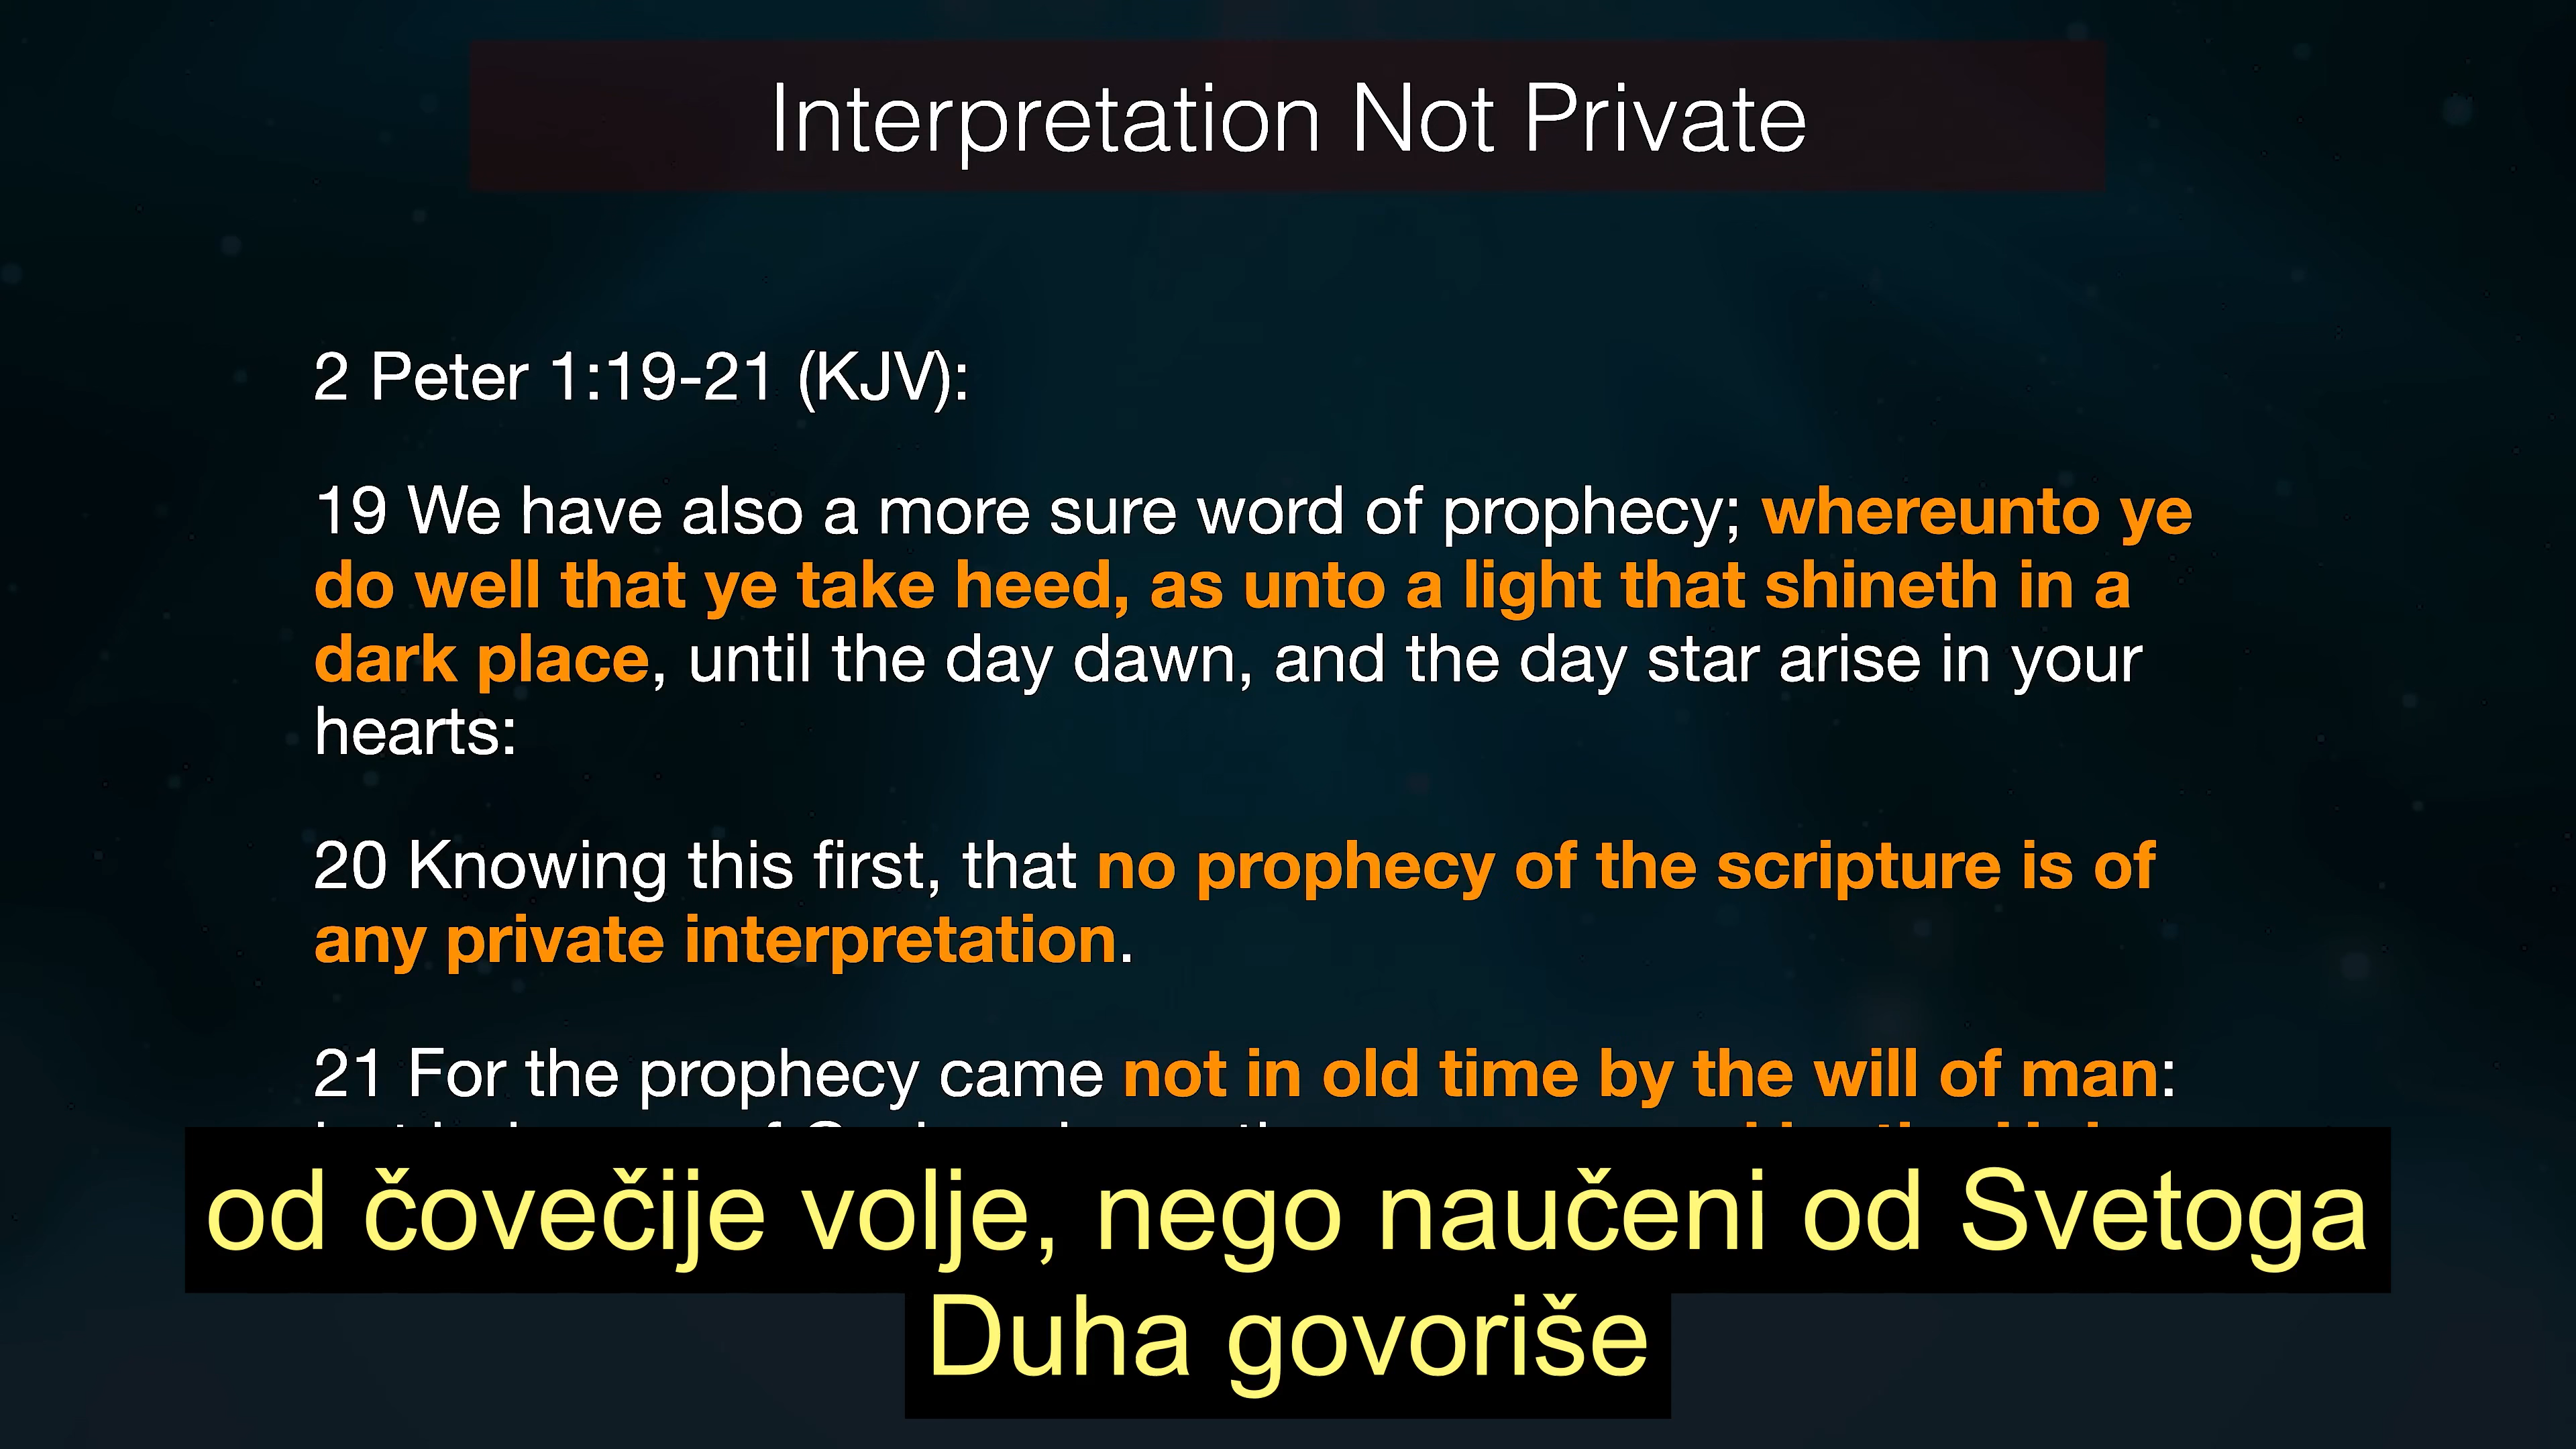 Interpretation Not Private
2 Peter 1:19-21 (KJV):
19 We have also a more sure word of prophecy; whereunto ye
do well that ye take heed, as unto a light that shineth in a
dark place, until the day dawn, and the day star arise in your
hearts:
20 Knowing this first, that no prophecy of the scripture is of
any private interpretation.
21 For the prophecy came not in old time by the will of man:
od čovečije volje, nego naučeni od Svetoga
Duha govoriše